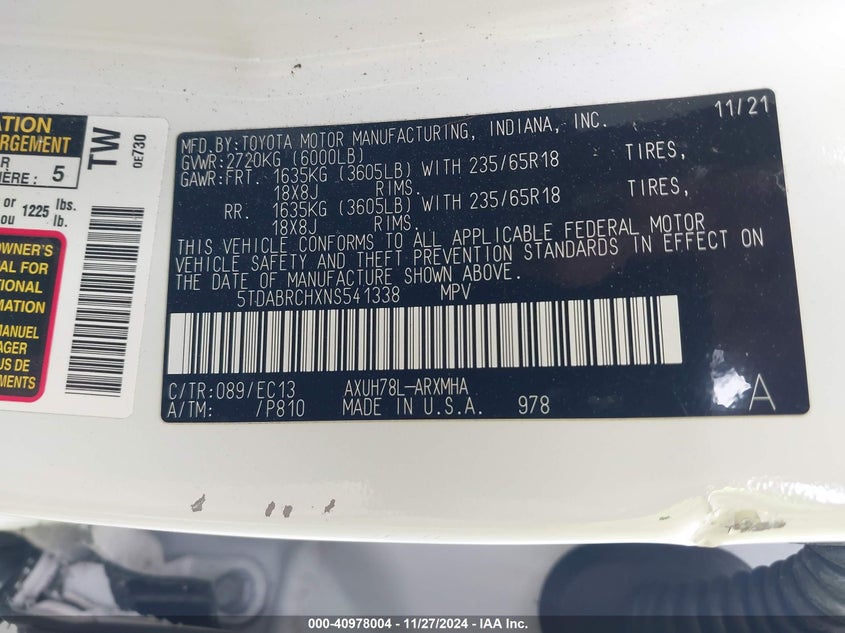 ATION
ARGEMENT
R
IÈRE : 5
or 1225 lbs.
ou lb.
OWNER'S
AL FOR
TIONAL
MATION
MANUEL
AGER
US DE
EMENTS
TW
0E730
11/21
MFD.BY:TOYOTA MOTOR MANUFACTURING, INDIANA, INC.
GVWR:2720KG (6000LB)
GAWR:FRT. 1635KG (3605LB) WITH 235/65R18 TIRES,
18X8J RIMS.
RR. 1635KG (3605LB) WITH 235/65R18 TIRES,
18X8J RIMS.
THIS VEHICLE CONFORMS TO ALL APPLICABLE FEDERAL MOTOR
VEHICLE SAFETY AND THEFT PREVENTION STANDARDS IN EFFECT ON
THE DATE OF MANUFACTURE SHOWN ABOVE.
5TDABRCHXNS541338 MPV
C/TR:089/EC13 AXUH78L-ARXMHA
A/TM: /P810 MADE IN U.S.A. 978
A
000-40978004 - 11/27/2024 - IAA Inc.